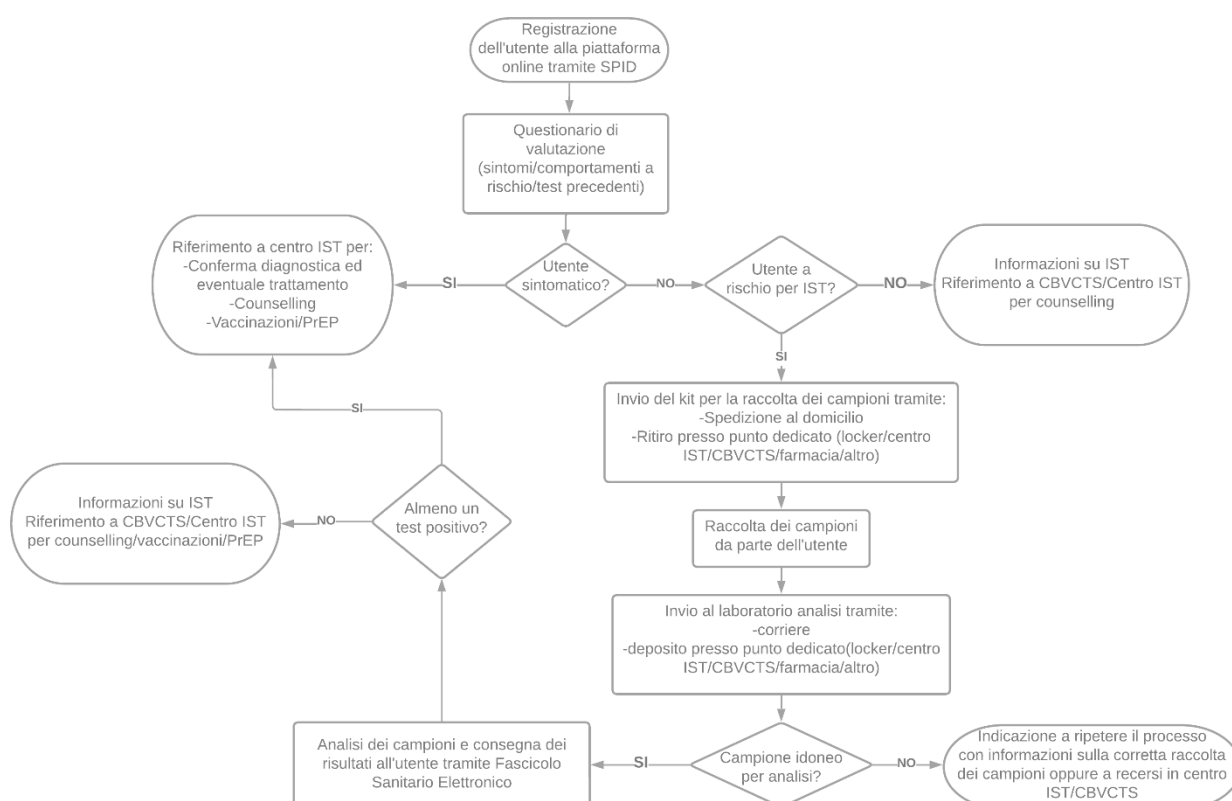 Registrazione
dell'utente alla piattaforma
online tramite SPID
Questionario di
valutazione
(sintomi/comportamenti a
rischio/test precedenti)
Riferimento a centro IST per:
-Conferma diagnostica ed
eventuale trattamento
-Counselling
-Vaccinazioni/PrEP
SI
Utente
sintomatico?
NO
Utente a
rischio per IST?
NO
Informazioni su IST
Riferimento a CBVCTS/Centro IST
per counselling
SI
Invio del kit per la raccolta dei campioni tramite:
-Spedizione al domicilio
-Ritiro presso punto dedicato (locker/centro
IST/CBVCTS/farmacia/altro)
SI
Informazioni su IST
Riferimento a CBVCTS/Centro IST
per counselling/vaccinazioni/PrEP
NO
Almeno un
test positivo?
Raccolta dei campioni
da parte dell'utente
Invio al laboratorio analisi tramite:
-corriere
-deposito presso punto dedicato(locker/centro
IST/CBVCTS/farmacia/altro)
Analisi dei campioni e consegna dei
risultati all'utente tramite Fascicolo
Sanitario Elettronico
SI
Campione idoneo
per analisi?
NO
Indicazione a ripetere il processo
con informazioni sulla corretta raccolta
dei campioni oppure a recersi in centro
IST/CBVCTS